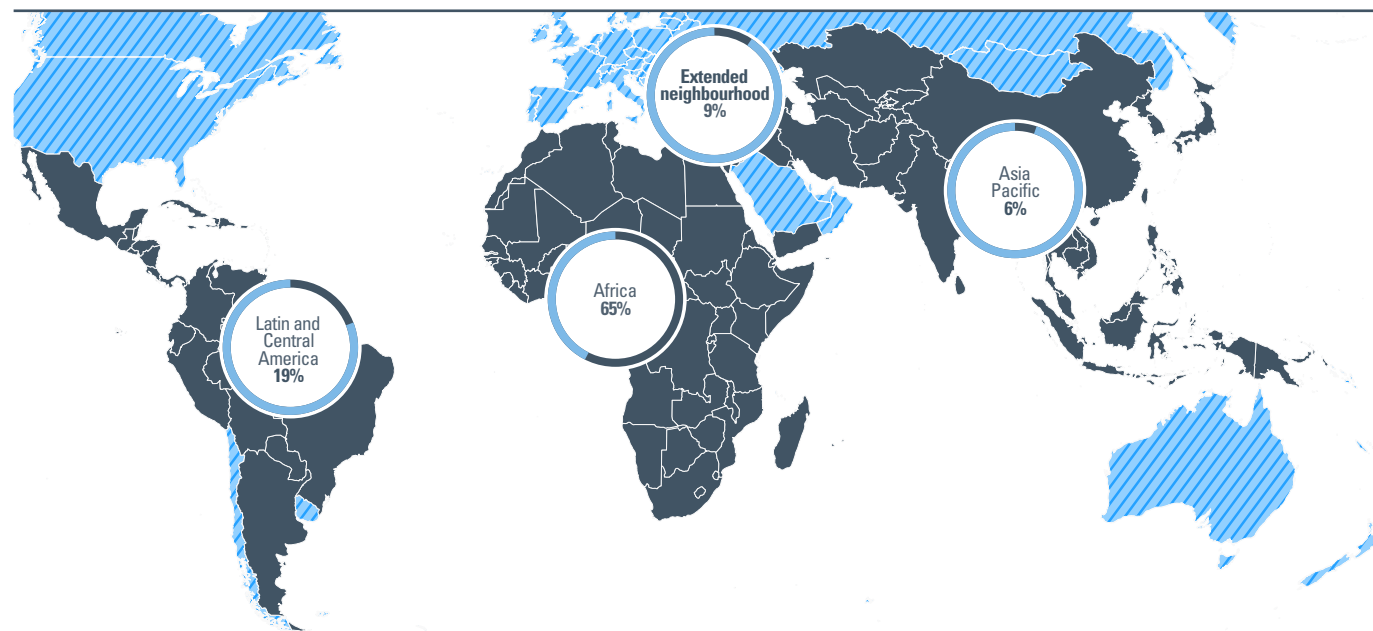 Extended
neighbourhood
9%
Asia
Pacific
6%
Africa
65%
Latin and
Central
America
19%